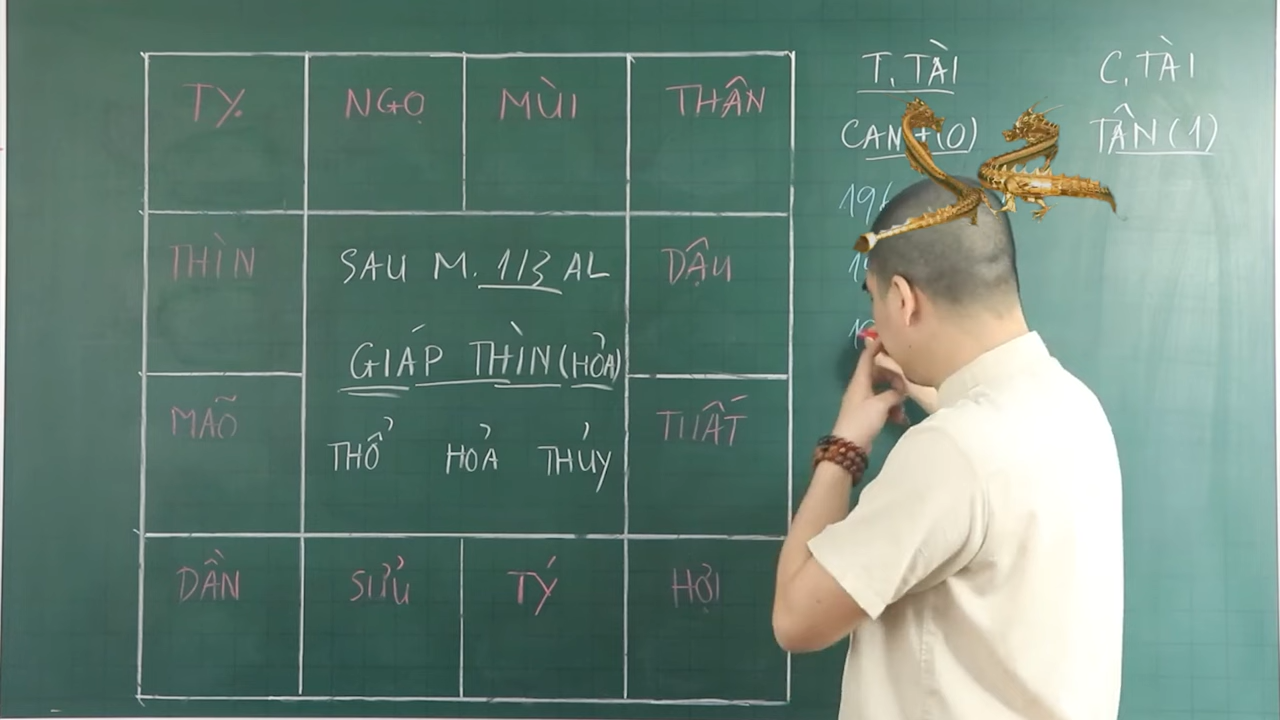 TỴ NGỌ MÙI THÂN
THÌN DẬU
MÃO TUẤT
DẦN SỬU TÝ HỢI
SAU M. 1/3 AL
GIÁP THÌN (HỎA)
THỔ HỎA THỦY
T, TÀI
CAN + (0)
C, TÀI
TÂN (1)